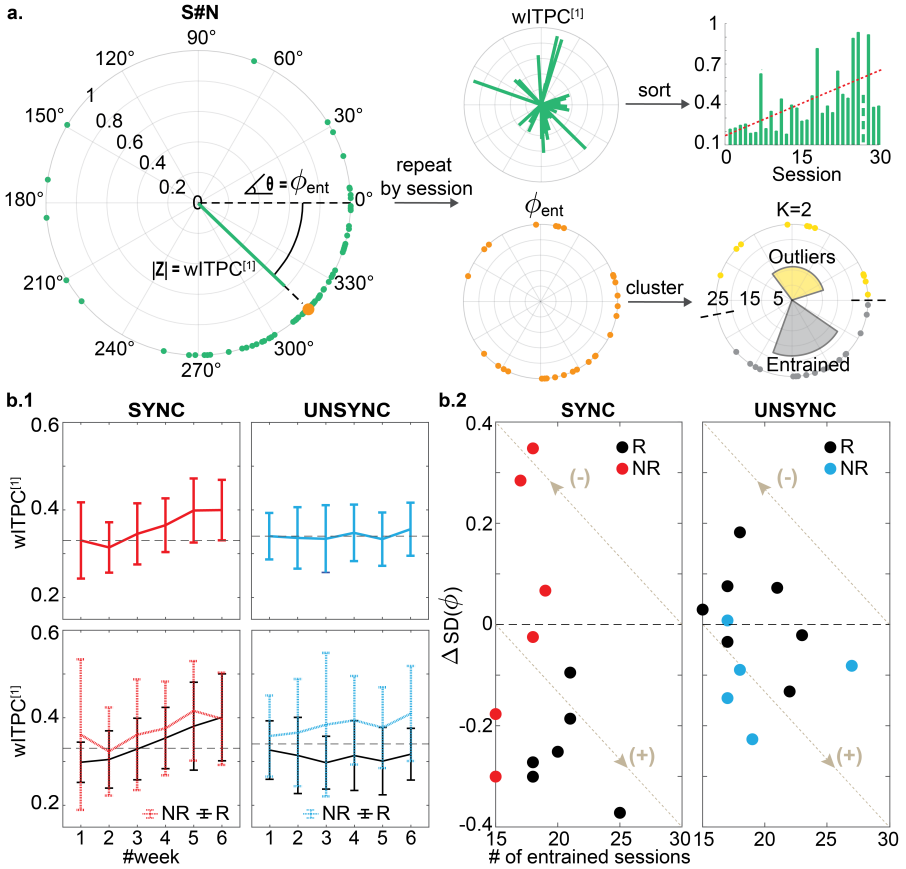 a.
S#N
90°
120°
60°
150°
30°
180°
0°
210°
330°
240°
300°
270°
1
0.8
0.6
0.4
0.2
0
θ = ϕent
|Z| = wITPC[1]
repeat
by session
wITPC[1]
sort
1
0.7
0.4
0.1
0
15
30
Session
ϕent
cluster
K=2
Outliers
25
15
5
Entrained
b.1
SYNC
UNSYNC
0.6
0.4
0.2
wITPC[1]
0.6
0.4
0.2
wITPC[1]
NR
R
NR
R
1 2 3 4 5 6
1 2 3 4 5 6
#week
b.2
SYNC
UNSYNC
0.4
0.2
0
-0.2
-0.4
Δ SD(ϕ)
R
NR
(-)
(+)
R
NR
(-)
(+)
15 20 25 30
15 20 25 30
# of entrained sessions